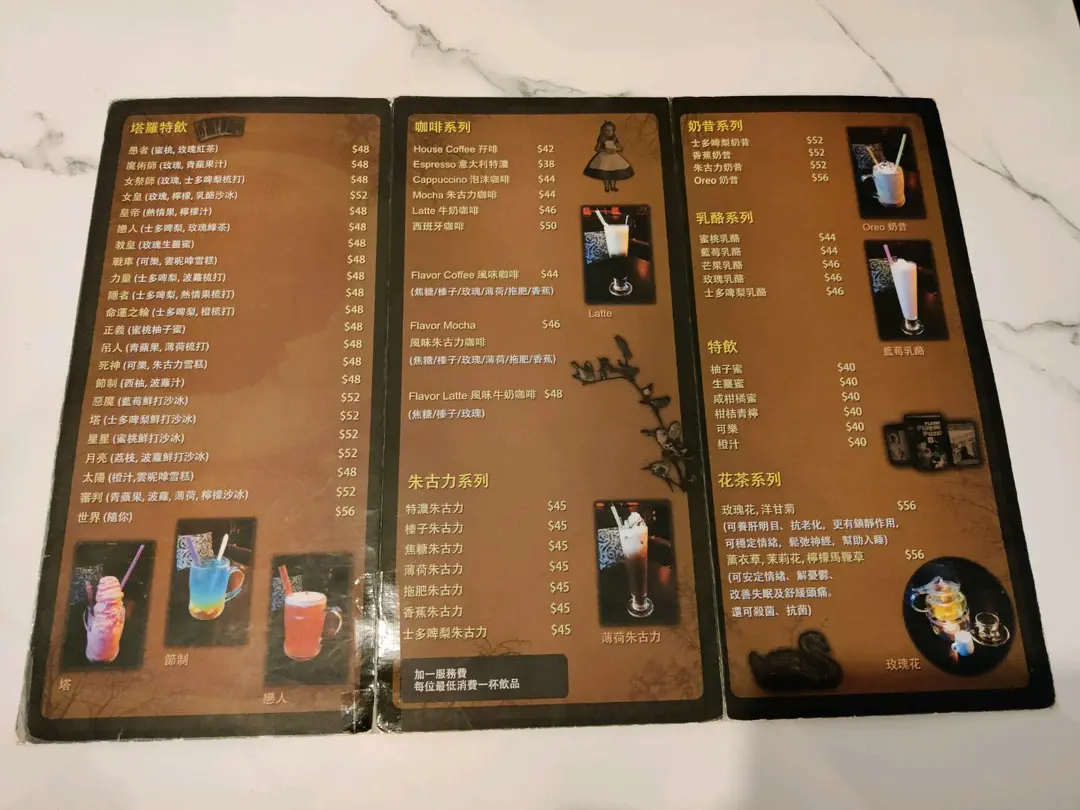 塔羅特飲
愚者 (蜜桃, 玫瑰紅茶) $48
魔術師 (玫瑰, 青蘋果汁) $48
女祭師 (玫瑰, 士多啤梨梳打) $48
女皇 (玫瑰, 檸檬, 乳酪沙冰) $52
皇帝 (熱情果, 檸檬汁) $48
戀人 (士多啤梨, 玫瑰綠茶) $48
教皇 (玫瑰生薑蜜) $48
戰車 (可樂, 雲呢嗱雪糕) $48
力量 (士多啤梨, 波蘿梳打) $48
隱者 (士多啤梨, 熱情果梳打) $48
命運之輪 (士多啤梨, 橙梳打) $48
正義 (蜜桃柚子蜜) $48
吊人 (青蘋果, 薄荷梳打) $48
死神 (可樂, 朱古力雪糕) $48
節制 (西柚, 波蘿汁) $48
惡魔 (藍莓鮮打沙冰) $52
塔 (士多啤梨鮮打沙冰) $52
星星 (蜜桃鮮打沙冰) $52
月亮 (荔枝, 波蘿鮮打沙冰) $52
太陽 (橙汁,雲呢嗱雪糕) $48
審判 (青蘋果, 波蘿, 薄荷, 檸檬沙冰) $52
世界 (隨你) $56
塔
節制
戀人
咖啡系列
House Coffee 孖啡 $42
Espresso 意大利特濃 $38
Cappuccino 泡沫咖啡 $44
Mocha 朱古力咖啡 $44
Latte 牛奶咖啡 $46
西班牙咖啡 $50
Flavor Coffee 風味咖啡 $44
(焦糖/榛子/玫瑰/薄荷/拖肥/香蕉)
Flavor Mocha $46
風味朱古力咖啡
(焦糖/榛子/玫瑰/薄荷/拖肥/香蕉)
Flavor Latte 風味牛奶咖啡 $48
(焦糖/榛子/玫瑰)
Latte
朱古力系列
特濃朱古力 $45
榛子朱古力 $45
焦糖朱古力 $45
薄荷朱古力 $45
拖肥朱古力 $45
香蕉朱古力 $45
士多啤梨朱古力 $45
薄荷朱古力
加一服務費
每位最低消費一杯飲品
奶昔系列
士多啤梨奶昔 $52
香蕉奶昔 $52
朱古力奶昔 $52
Oreo 奶昔 $56
Oreo 奶昔
乳酪系列
蜜桃乳酪 $44
藍莓乳酪 $44
芒果乳酪 $46
玫瑰乳酪 $46
士多啤梨乳酪 $46
藍莓乳酪
特飲
柚子蜜 $40
生薑蜜 $40
咸柑橘蜜 $40
柑桔青檸 $40
可樂 $40
橙汁 $40
花茶系列
玫瑰花, 洋甘菊 $56
(可養肝明目、抗老化, 更有鎮靜作用,
可穩定情緒, 鬆弛神經, 幫助入睡)
薰衣草, 茉莉花, 檸檬馬鞭草 $56
(可安定情緒、解憂鬱、
改善失眠及舒緩頭痛。
還可殺菌、抗菌)
玫瑰花